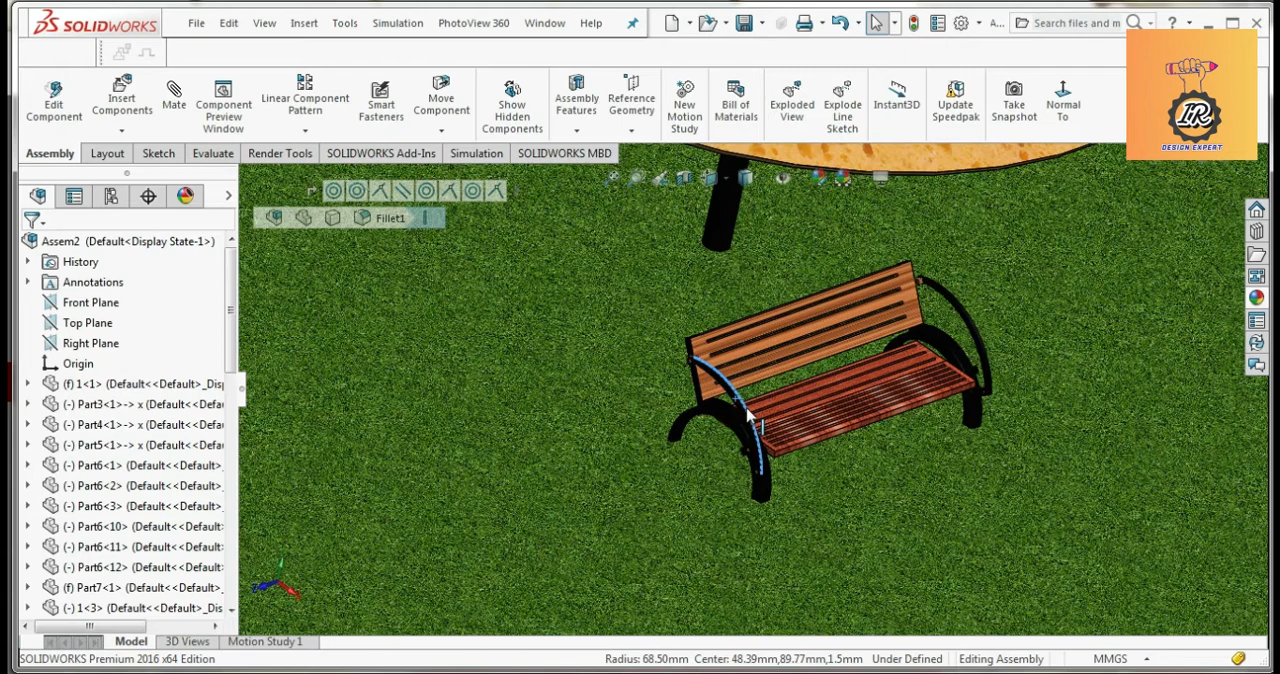 SOLIDWORKS File Edit View Insert Tools Simulation PhotoView 360 Window Help A... Search files and m
Edit Component
Insert Components
Mate
Component Preview Window
Linear Component Pattern
Smart Fasteners
Move Component
Show Hidden Components
Assembly Features
Reference Geometry
New Motion Study
Bill of Materials
Exploded View
Explode Line Sketch
Instant3D
Update Speedpak
Take Snapshot
Normal To
IR
DESIGN EXPERT
Assembly Layout Sketch Evaluate Render Tools SOLIDWORKS Add-Ins Simulation SOLIDWORKS MBD
Fillet1
Assem2 (Default<Display State-1>)
History
Annotations
Front Plane
Top Plane
Right Plane
Origin
(f) 1<1> (Default<<Default>_Disp
(-) Part3<1>-> x (Default<<Default
(-) Part4<1>-> x (Default<<Default
(-) Part5<1>-> x (Default<<Default
(-) Part6<1> (Default<<Default>_
(-) Part6<2> (Default<<Default>_
(-) Part6<3> (Default<<Default>_
(-) Part6<10> (Default<<Default>
(-) Part6<11> (Default<<Default>
(-) Part6<12> (Default<<Default>
(f) Part7<1> (Default<<Default>_
(-) 1<3> (Default<<Default>_Dis
Model 3D Views Motion Study 1
SOLIDWORKS Premium 2016 x64 Edition Radius: 68.50mm Center: 48.39mm,89.77mm,1.5mm Under Defined Editing Assembly MMGS